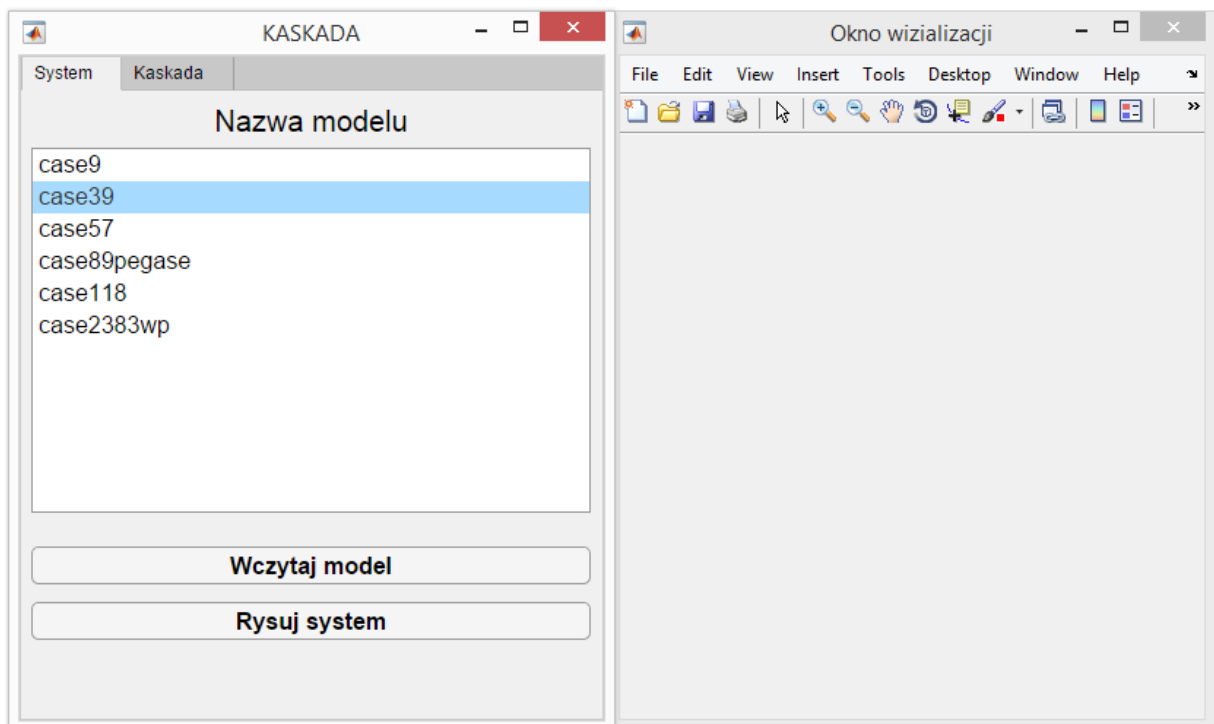 KASKADA
System Kaskada
Nazwa modelu
case9
case39
case57
case89pegase
case118
case2383wp
Wczytaj model
Rysuj system
Okno wizializacji
File Edit View Insert Tools Desktop Window Help